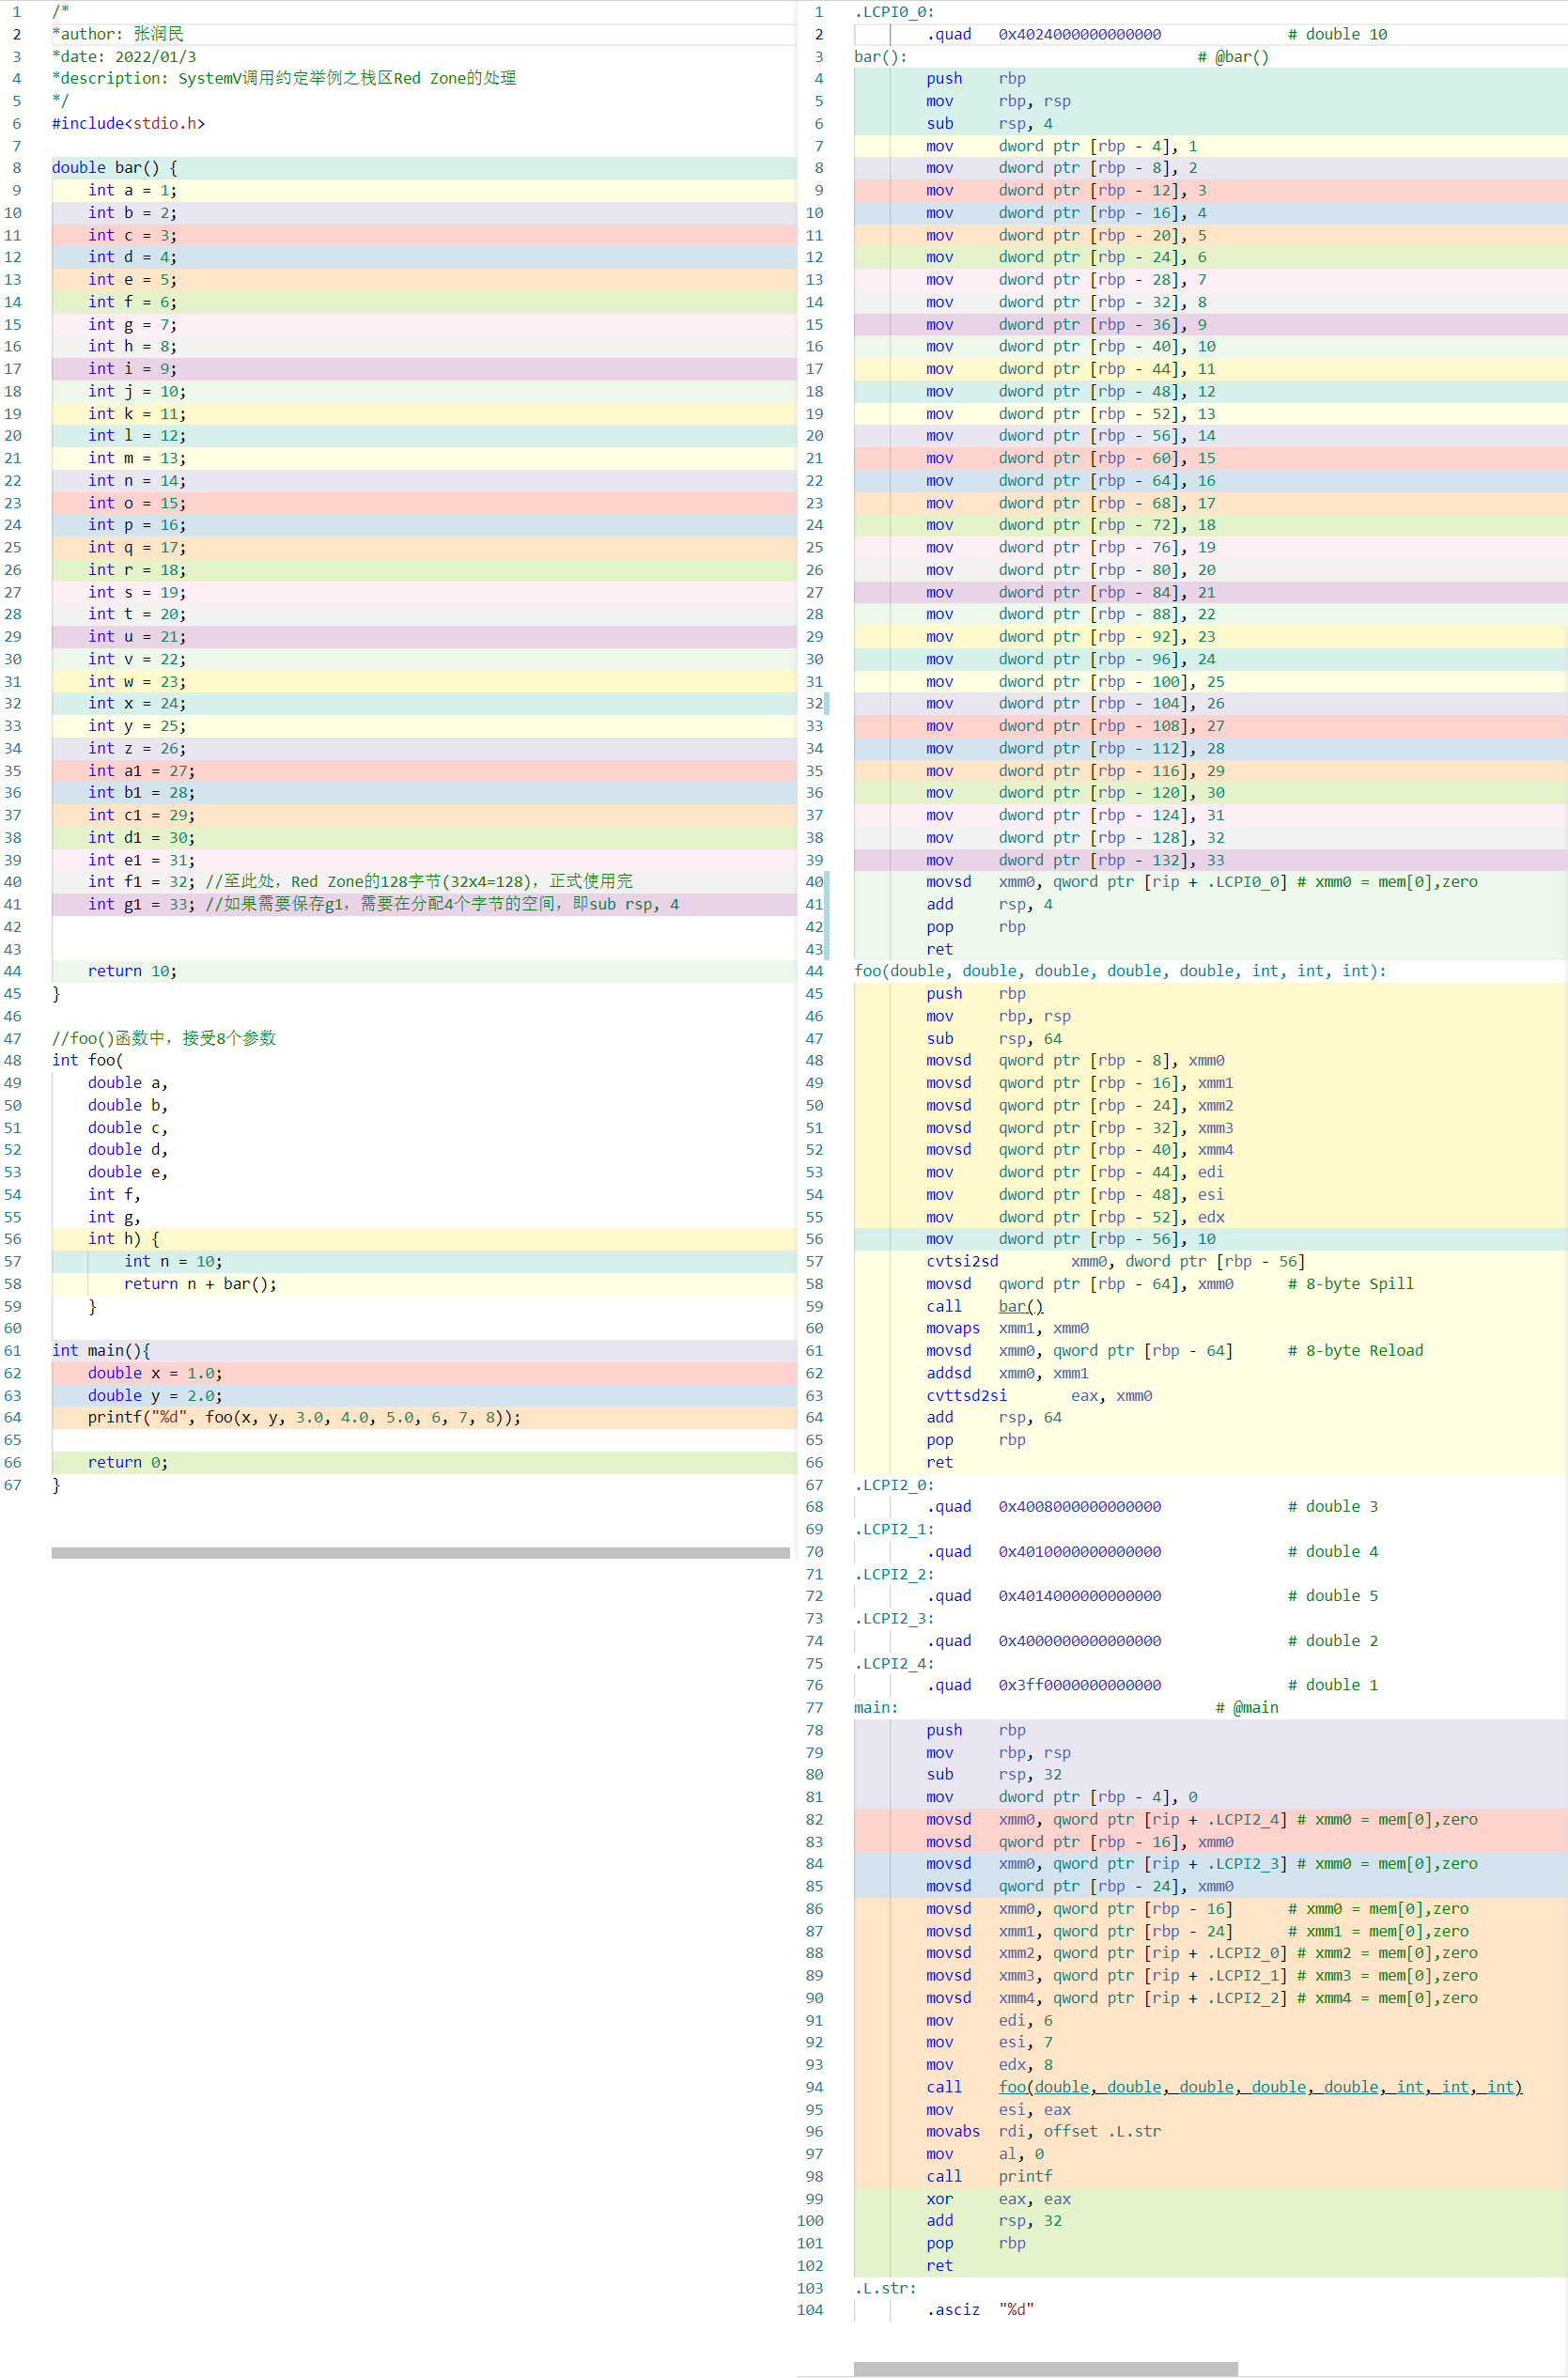 1 /*
2 *author: 张润民
3 *date: 2022/01/3
4 *description: SystemV调用约定举例之栈区Red Zone的处理
5 */
6 #include<stdio.h>
7
8 double bar() {
9 int a = 1;
10 int b = 2;
11 int c = 3;
12 int d = 4;
13 int e = 5;
14 int f = 6;
15 int g = 7;
16 int h = 8;
17 int i = 9;
18 int j = 10;
19 int k = 11;
20 int l = 12;
21 int m = 13;
22 int n = 14;
23 int o = 15;
24 int p = 16;
25 int q = 17;
26 int r = 18;
27 int s = 19;
28 int t = 20;
29 int u = 21;
30 int v = 22;
31 int w = 23;
32 int x = 24;
33 int y = 25;
34 int z = 26;
35 int a1 = 27;
36 int b1 = 28;
37 int c1 = 29;
38 int d1 = 30;
39 int e1 = 31;
40 int f1 = 32; //至此处，Red Zone的128字节(32x4=128)，正式使用完
41 int g1 = 33; //如果需要保存g1，需要在分配4个字节的空间，即sub rsp, 4
42
43
44 return 10;
45 }
46
47 //foo()函数中，接受8个参数
48 int foo(
49 double a,
50 double b,
51 double c,
52 double d,
53 double e,
54 int f,
55 int g,
56 int h) {
57 int n = 10;
58 return n + bar();
59 }
60
61 int main(){
62 double x = 1.0;
63 double y = 2.0;
64 printf("%d", foo(x, y, 3.0, 4.0, 5.0, 6, 7, 8));
65
66 return 0;
67 }
1 .LCPI0_0:
2 .quad 0x4024000000000000 # double 10
3 bar(): # @bar()
4 push rbp
5 mov rbp, rsp
6 sub rsp, 4
7 mov dword ptr [rbp - 4], 1
8 mov dword ptr [rbp - 8], 2
9 mov dword ptr [rbp - 12], 3
10 mov dword ptr [rbp - 16], 4
11 mov dword ptr [rbp - 20], 5
12 mov dword ptr [rbp - 24], 6
13 mov dword ptr [rbp - 28], 7
14 mov dword ptr [rbp - 32], 8
15 mov dword ptr [rbp - 36], 9
16 mov dword ptr [rbp - 40], 10
17 mov dword ptr [rbp - 44], 11
18 mov dword ptr [rbp - 48], 12
19 mov dword ptr [rbp - 52], 13
20 mov dword ptr [rbp - 56], 14
21 mov dword ptr [rbp - 60], 15
22 mov dword ptr [rbp - 64], 16
23 mov dword ptr [rbp - 68], 17
24 mov dword ptr [rbp - 72], 18
25 mov dword ptr [rbp - 76], 19
26 mov dword ptr [rbp - 80], 20
27 mov dword ptr [rbp - 84], 21
28 mov dword ptr [rbp - 88], 22
29 mov dword ptr [rbp - 92], 23
30 mov dword ptr [rbp - 96], 24
31 mov dword ptr [rbp - 100], 25
32 mov dword ptr [rbp - 104], 26
33 mov dword ptr [rbp - 108], 27
34 mov dword ptr [rbp - 112], 28
35 mov dword ptr [rbp - 116], 29
36 mov dword ptr [rbp - 120], 30
37 mov dword ptr [rbp - 124], 31
38 mov dword ptr [rbp - 128], 32
39 mov dword ptr [rbp - 132], 33
40 movsd xmm0, qword ptr [rip + .LCPI0_0] # xmm0 = mem[0],zero
41 add rsp, 4
42 pop rbp
43 ret
44 foo(double, double, double, double, double, int, int, int):
45 push rbp
46 mov rbp, rsp
47 sub rsp, 64
48 movsd qword ptr [rbp - 8], xmm0
49 movsd qword ptr [rbp - 16], xmm1
50 movsd qword ptr [rbp - 24], xmm2
51 movsd qword ptr [rbp - 32], xmm3
52 movsd qword ptr [rbp - 40], xmm4
53 mov dword ptr [rbp - 44], edi
54 mov dword ptr [rbp - 48], esi
55 mov dword ptr [rbp - 52], edx
56 mov dword ptr [rbp - 56], 10
57 cvtsi2sd xmm0, dword ptr [rbp - 56]
58 movsd qword ptr [rbp - 64], xmm0 # 8-byte Spill
59 call bar()
60 movaps xmm1, xmm0
61 movsd xmm0, qword ptr [rbp - 64] # 8-byte Reload
62 addsd xmm0, xmm1
63 cvttsd2si eax, xmm0
64 add rsp, 64
65 pop rbp
66 ret
67 .LCPI2_0:
68 .quad 0x4008000000000000 # double 3
69 .LCPI2_1:
70 .quad 0x4010000000000000 # double 4
71 .LCPI2_2:
72 .quad 0x4014000000000000 # double 5
73 .LCPI2_3:
74 .quad 0x4000000000000000 # double 2
75 .LCPI2_4:
76 .quad 0x3ff0000000000000 # double 1
77 main: # @main
78 push rbp
79 mov rbp, rsp
80 sub rsp, 32
81 mov dword ptr [rbp - 4], 0
82 movsd xmm0, qword ptr [rip + .LCPI2_4] # xmm0 = mem[0],zero
83 movsd qword ptr [rbp - 16], xmm0
84 movsd xmm0, qword ptr [rip + .LCPI2_3] # xmm0 = mem[0],zero
85 movsd qword ptr [rbp - 24], xmm0
86 movsd xmm0, qword ptr [rbp - 16] # xmm0 = mem[0],zero
87 movsd xmm1, qword ptr [rbp - 24] # xmm1 = mem[0],zero
88 movsd xmm2, qword ptr [rip + .LCPI2_0] # xmm2 = mem[0],zero
89 movsd xmm3, qword ptr [rip + .LCPI2_1] # xmm3 = mem[0],zero
90 movsd xmm4, qword ptr [rip + .LCPI2_2] # xmm4 = mem[0],zero
91 mov edi, 6
92 mov esi, 7
93 mov edx, 8
94 call foo(double, double, double, double, double, int, int, int)
95 mov esi, eax
96 movabs rdi, offset .L.str
97 mov al, 0
98 call printf
99 xor eax, eax
100 add rsp, 32
101 pop rbp
102 ret
103 .L.str:
104 .asciz "%d"